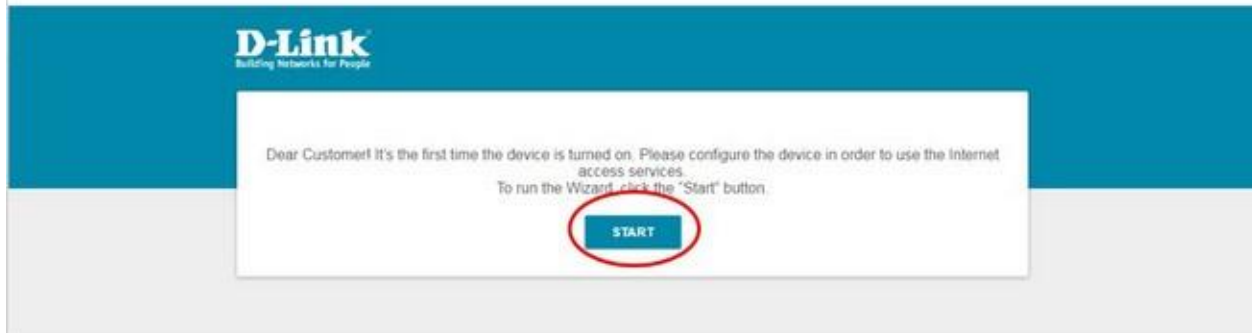 D-Link
Building Networks for People
Dear Customer! It's the first time the device is turned on. Please configure the device in order to use the Internet
access services.
To run the Wizard, click the "Start" button.
START